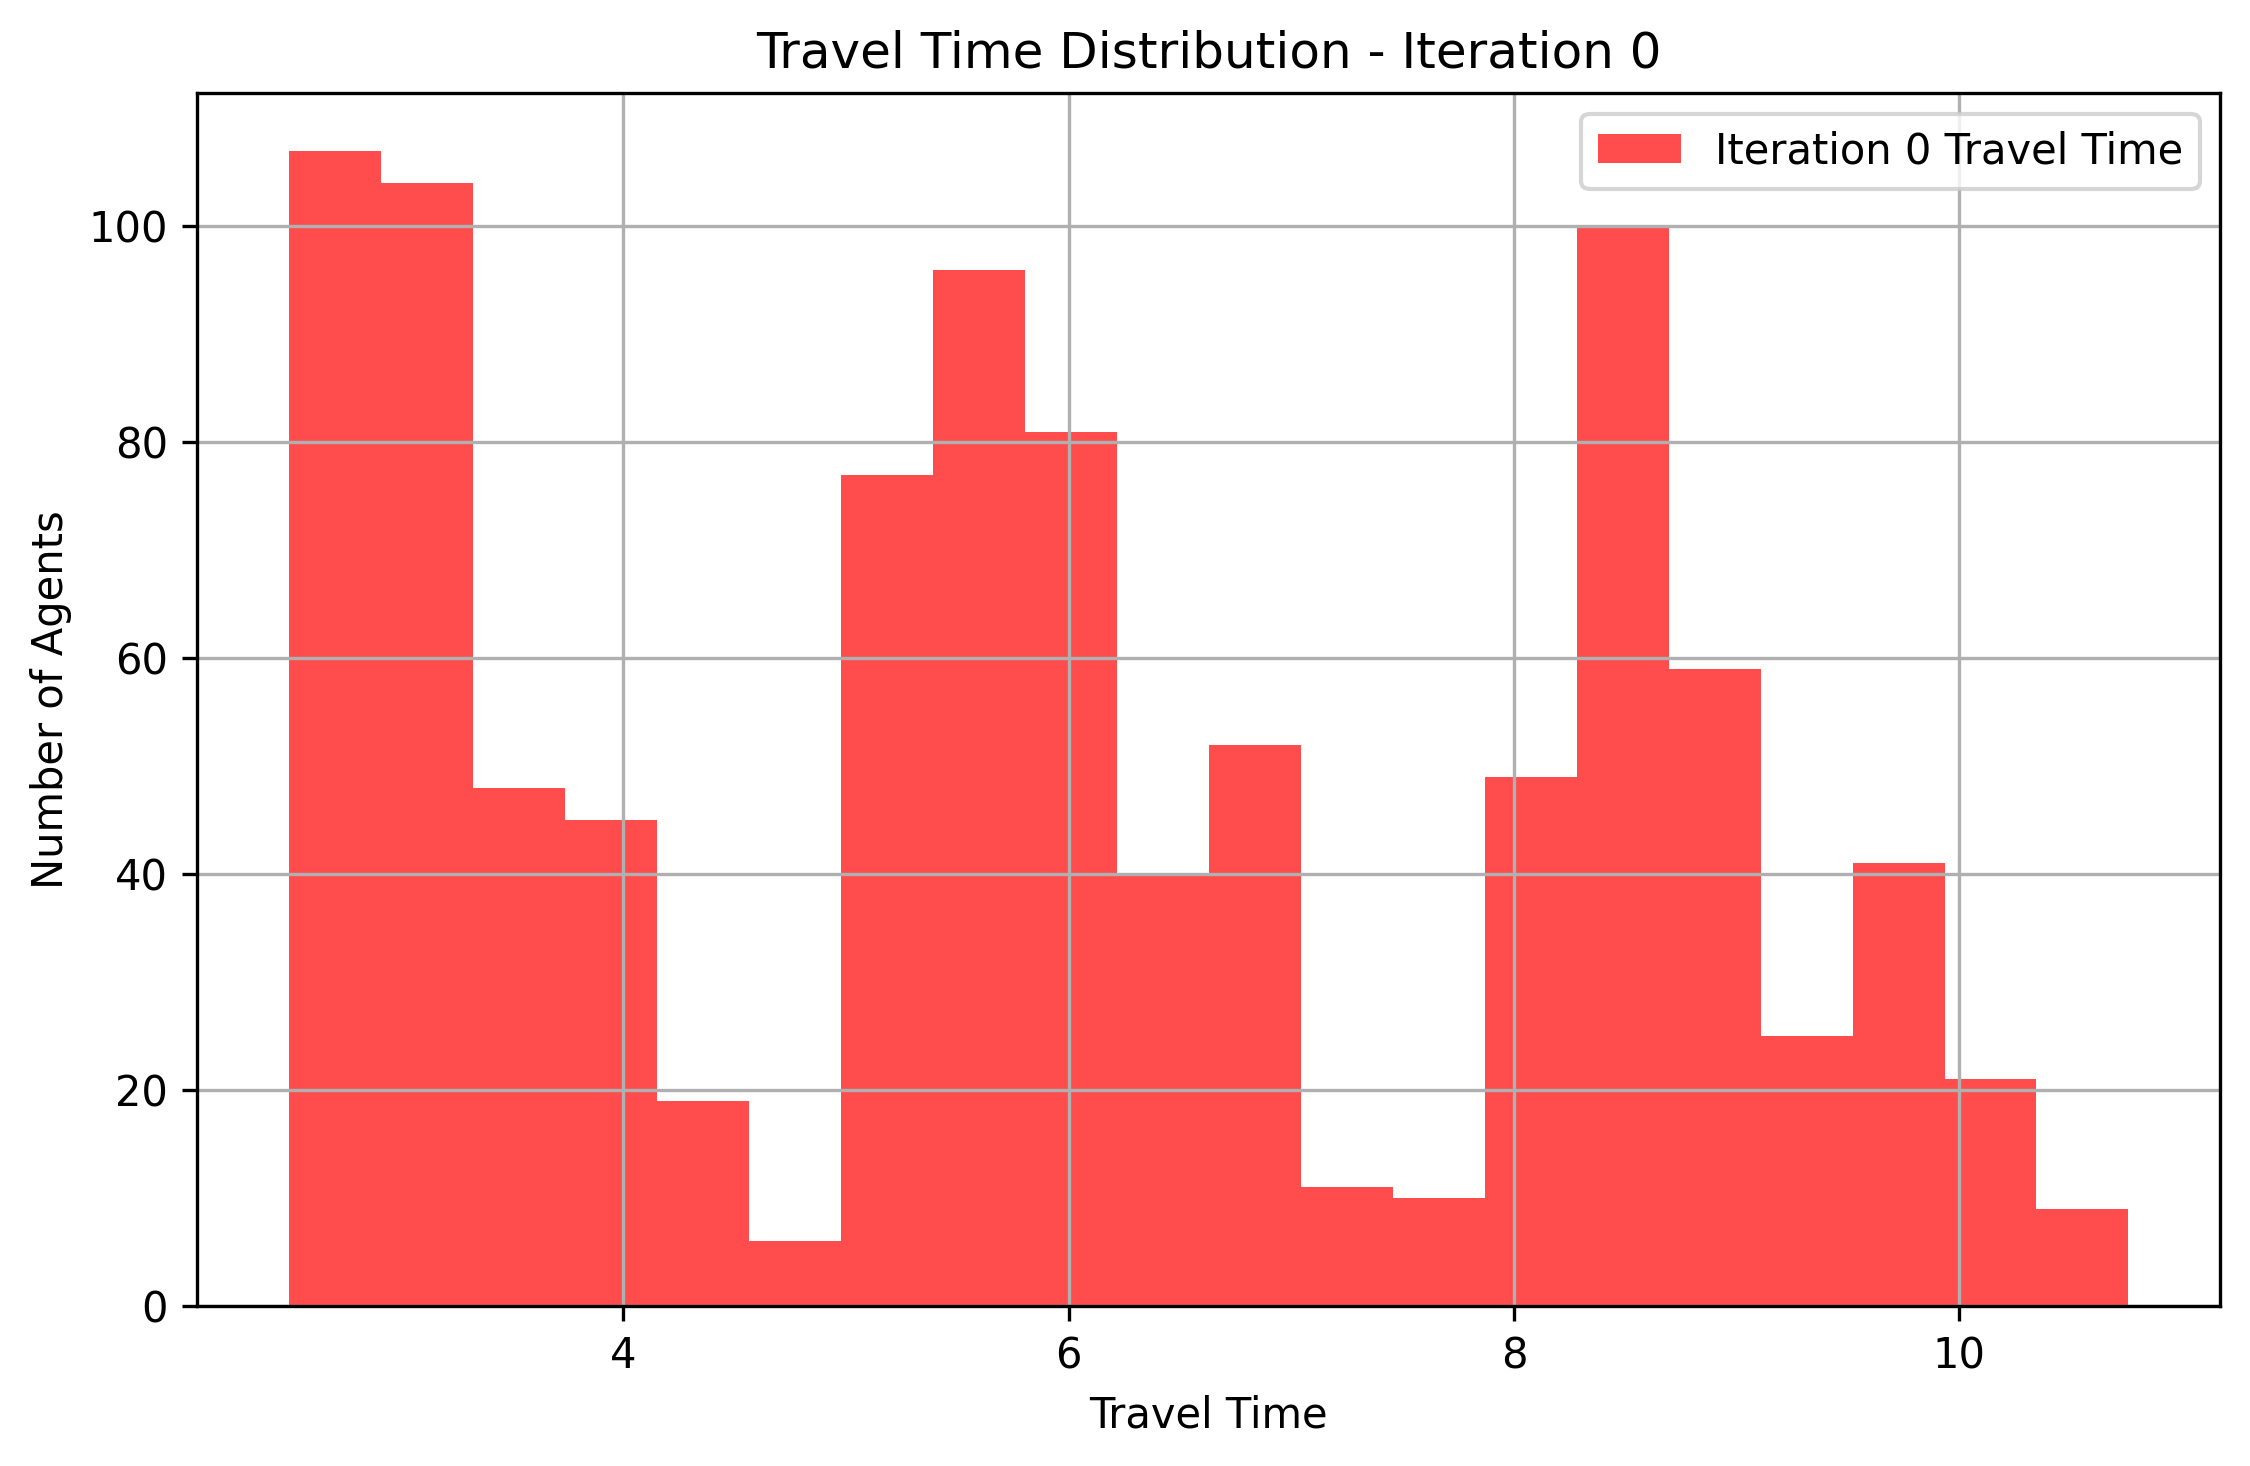 Travel Time Distribution - Iteration 0
Iteration 0 Travel Time
Number of Agents
100
80
60
40
20
0
4 6 8 10
Travel Time